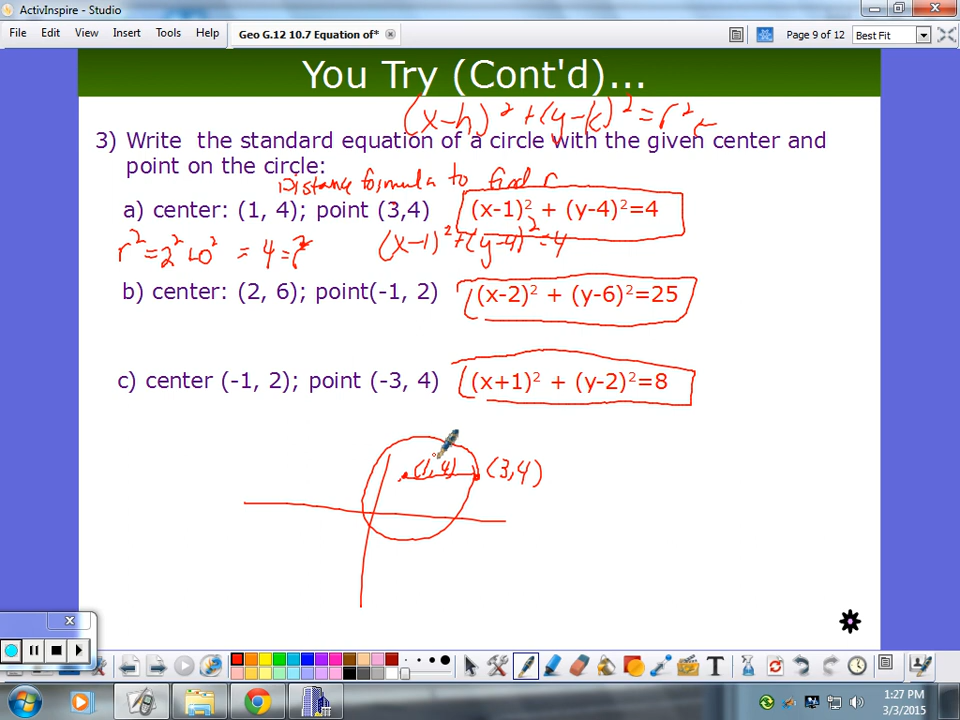 ActivInspire - Studio
File Edit View Insert Tools Help Geo G.12 10.7 Equation of* Page 9 of 12 Best Fit
You Try (Cont'd)...
(x-h)² + (y-k)² = r²
3) Write the standard equation of a circle with the given center and
point on the circle:
Distance formula to find r
a) center: (1, 4); point (3,4) (x-1)² + (y-4)²=4
r² = 2² + 0² = 4 = r² (x-1)² + (y-4)² = 4
b) center: (2, 6); point(-1, 2) (x-2)² + (y-6)²=25
c) center (-1, 2); point (-3, 4) (x+1)² + (y-2)²=8
(1,4) (3,4)
1:27 PM
3/3/2015